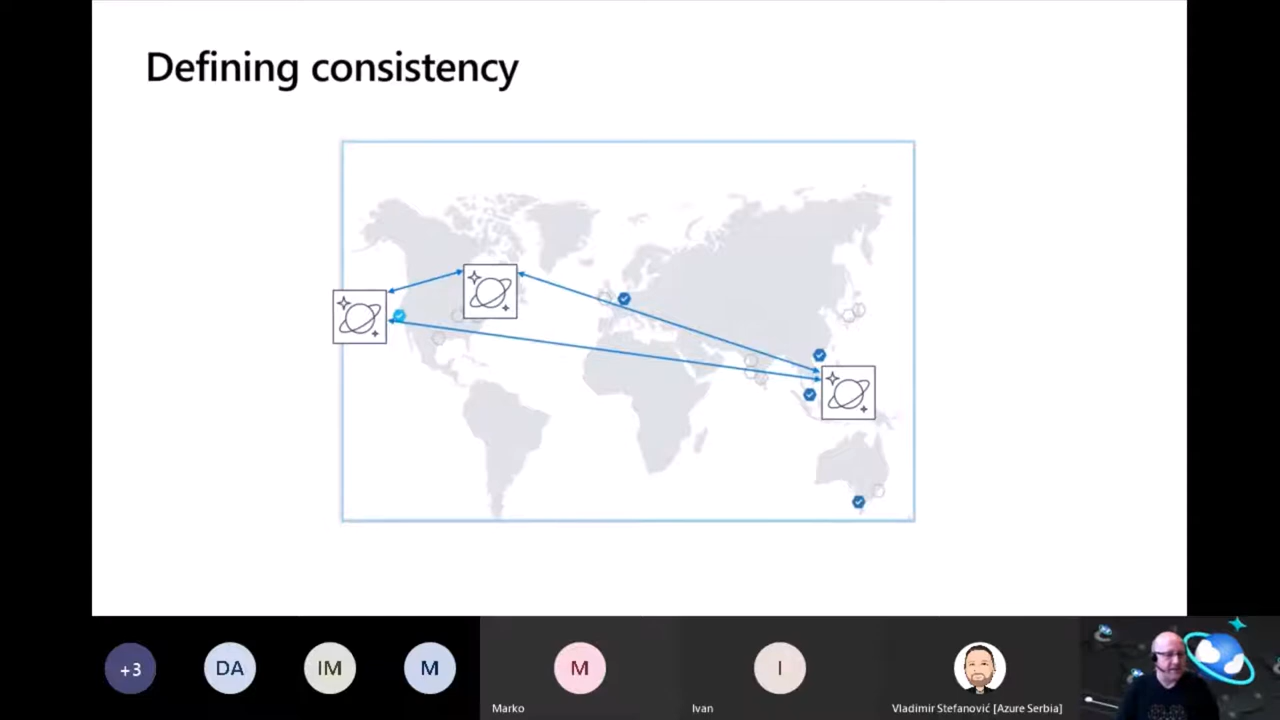 Defining consistency
+3
DA
IM
M
M
I
Marko
Ivan
Vladimir Stefanović [Azure Serbia]